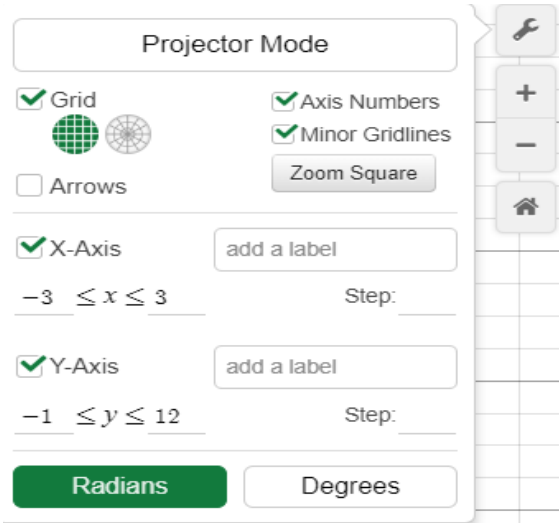 Projector Mode
Grid
Axis Numbers
Minor Gridlines
Arrows
Zoom Square
X-Axis
add a label
−3 ≤ x ≤ 3
Step:
Y-Axis
add a label
−1 ≤ y ≤ 12
Step:
Radians
Degrees
+
−